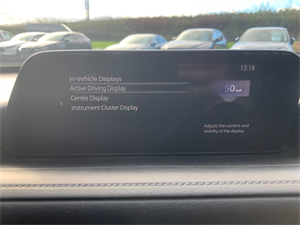 13:18
In-Vehicle Displays
Active Driving Display
Centre Display
Instrument Cluster Display
50
Adjusts the content and
visibility of the display.